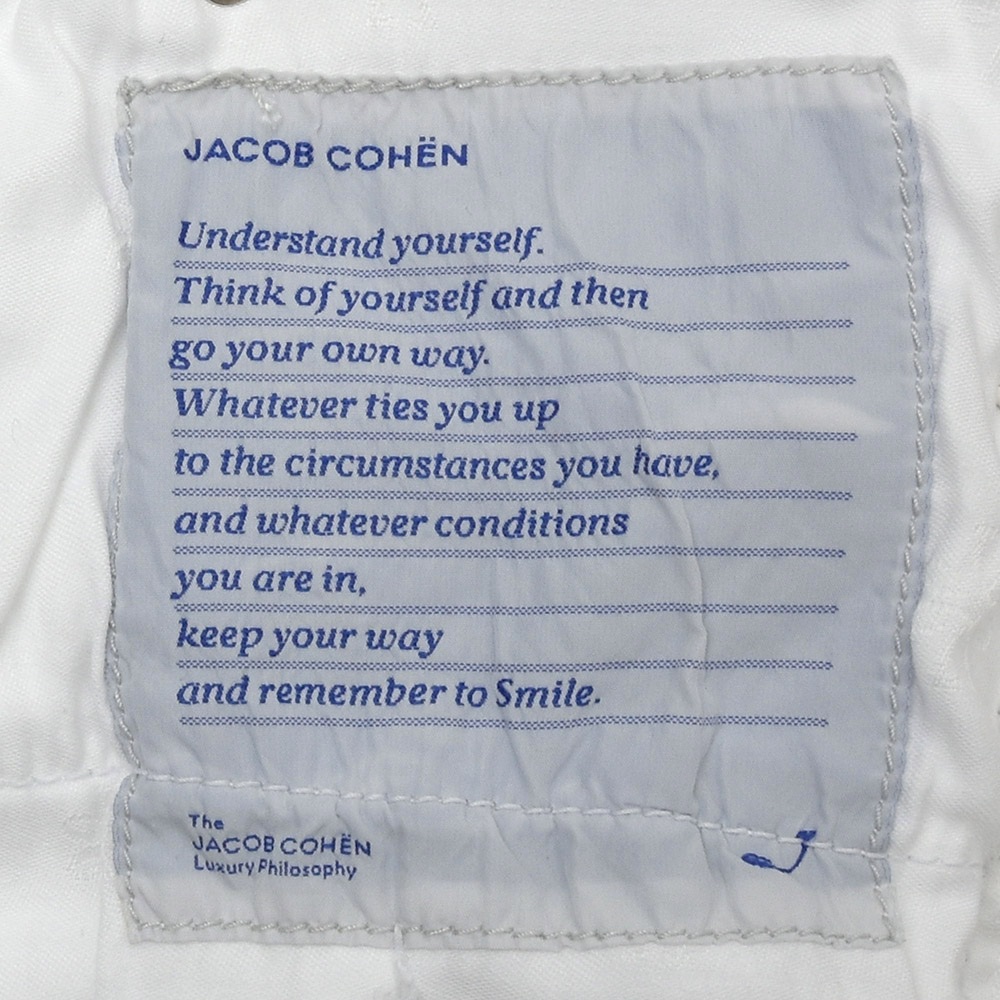 JACOB COHËN
Understand yourself.
Think of yourself and then
go your own way.
Whatever ties you up
to the circumstances you have,
and whatever conditions
you are in,
keep your way
and remember to Smile.
The
JACOB COHËN
Luxury Philosophy